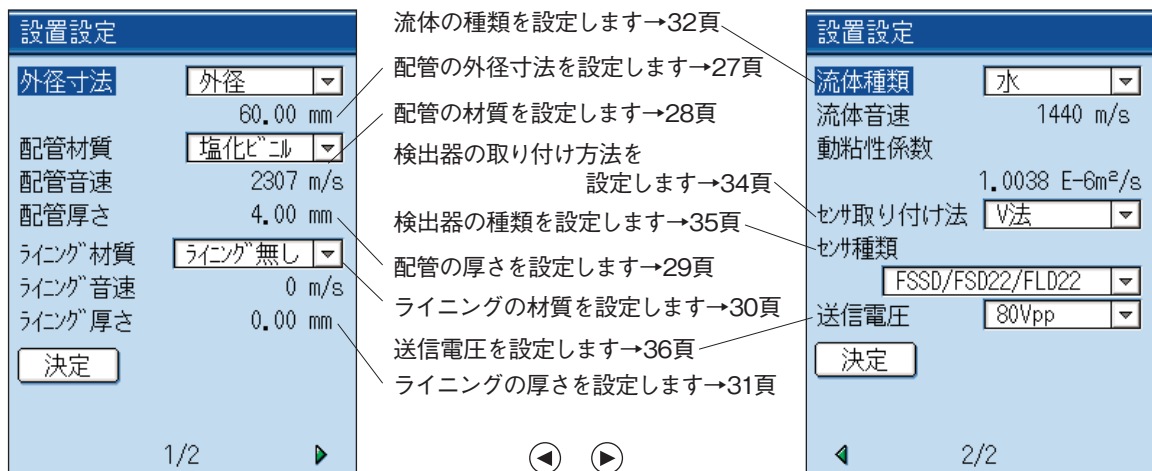 設置設定
外径寸法 外径
60.00 mm
配管材質 塩化ﾋﾞﾆﾙ
配管音速 2307 m/s
配管厚さ 4.00 mm
ﾗｲﾆﾝｸﾞ材質 ﾗｲﾆﾝｸﾞ無し
ﾗｲﾆﾝｸﾞ音速 0 m/s
ﾗｲﾆﾝｸﾞ厚さ 0.00 mm
決定
1/2
流体の種類を設定します→32頁
配管の外径寸法を設定します→27頁
配管の材質を設定します→28頁
検出器の取り付け方法を
設定します→34頁
検出器の種類を設定します→35頁
配管の厚さを設定します→29頁
ライニングの材質を設定します→30頁
送信電圧を設定します→36頁
ライニングの厚さを設定します→31頁
設置設定
流体種類 水
流体音速 1440 m/s
動粘性係数
1.0038 E-6m²/s
ｾﾝｻ取り付け法 V法
ｾﾝｻ種類
FSSD/FSD22/FLD22
送信電圧 80Vpp
決定
2/2